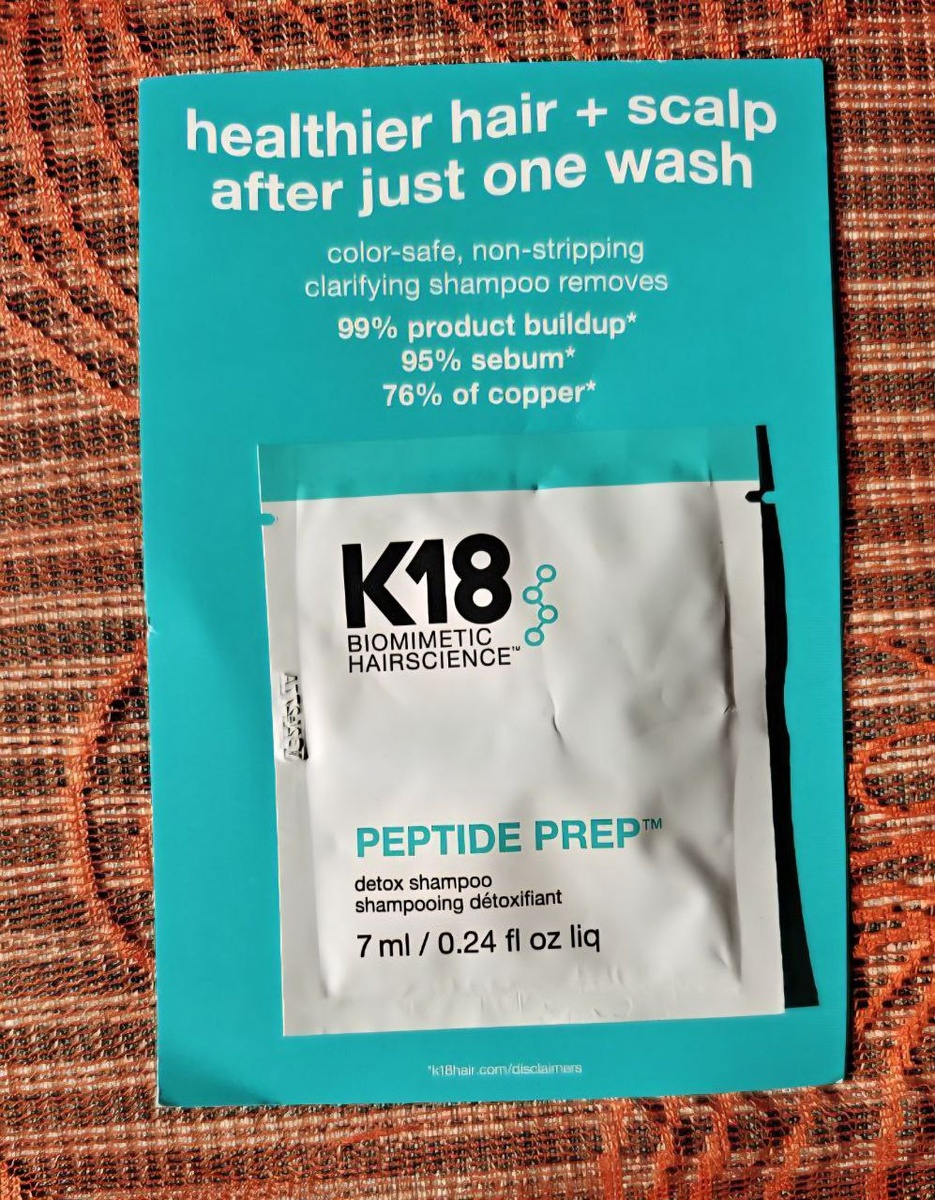 healthier hair + scalp
after just one wash
color-safe, non-stripping
clarifying shampoo removes
99% product buildup*
95% sebum*
76% of copper*
K18
BIOMIMETIC
HAIRSCIENCE™
PEPTIDE PREP™
detox shampoo
shampooing détoxifiant
7 ml / 0.24 fl oz liq
*k18hair.com/disclaimers